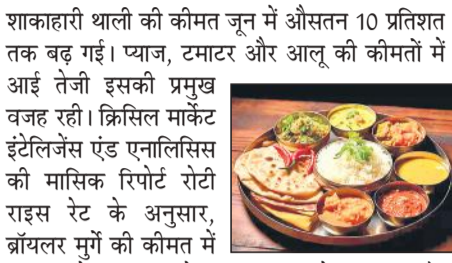 शाकाहारी थाली की कीमत जून में औसतन 10 प्रतिशत
तक बढ़ गई। प्याज, टमाटर और आलू की कीमतों में
आई तेजी इसकी प्रमुख
वजह रही। क्रिसिल मार्केट
इंटेलिजेंस एंड एनालिसिस
की मासिक रिपोर्ट रोटी
राइस रेट के अनुसार,
ब्रॉयलर मुर्गे की कीमत में